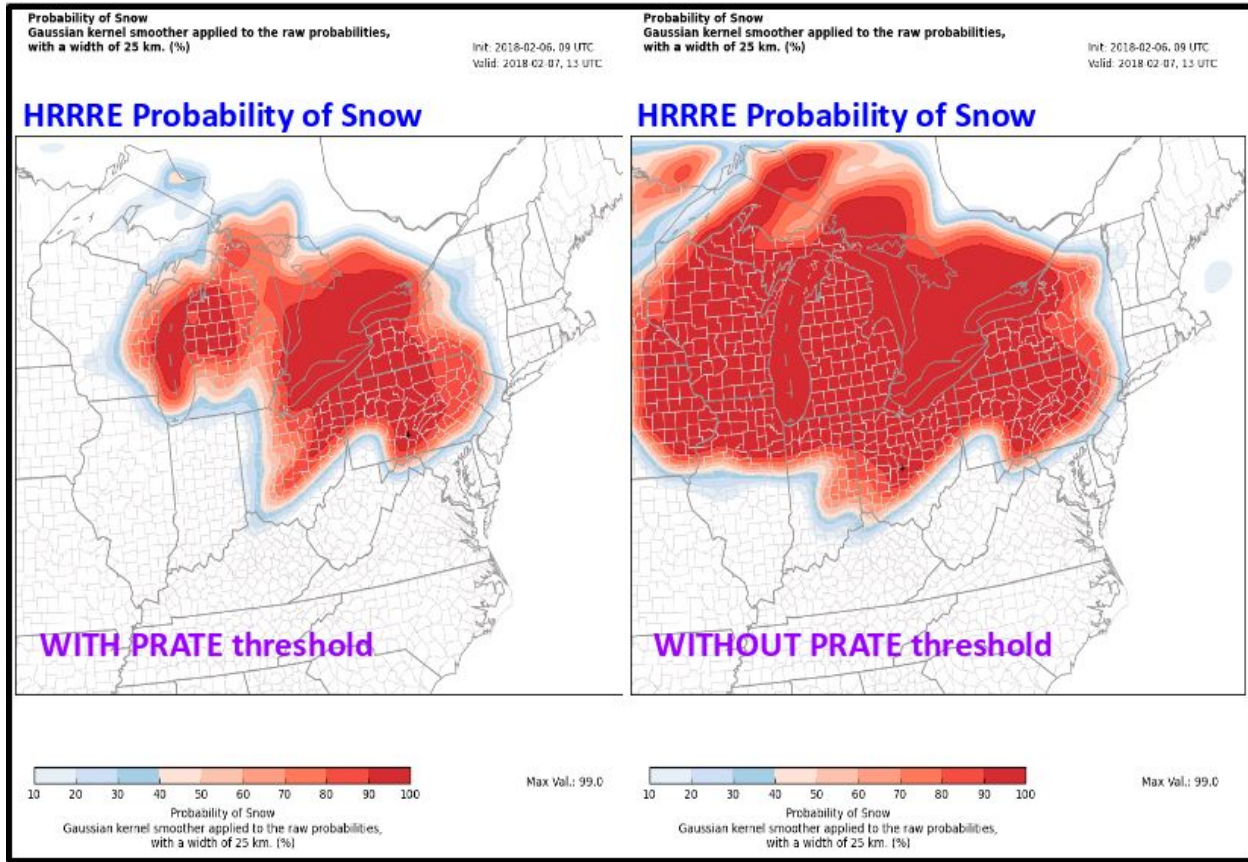 Probability of Snow
Gaussian kernel smoother applied to the raw probabilities,
with a width of 25 km. (%)
Init: 2018-02-06, 09 UTC
Valid: 2018-02-07, 13 UTC
HRRRE Probability of Snow
WITH PRATE threshold
10 20 30 40 50 60 70 80 90 100
Max Val.: 99.0
Probability of Snow
Gaussian kernel smoother applied to the raw probabilities,
with a width of 25 km. (%)
Probability of Snow
Gaussian kernel smoother applied to the raw probabilities,
with a width of 25 km. (%)
Init: 2018-02-06, 09 UTC
Valid: 2018-02-07, 13 UTC
HRRRE Probability of Snow
WITHOUT PRATE threshold
10 20 30 40 50 60 70 80 90 100
Max Val.: 99.0
Probability of Snow
Gaussian kernel smoother applied to the raw probabilities,
with a width of 25 km. (%)